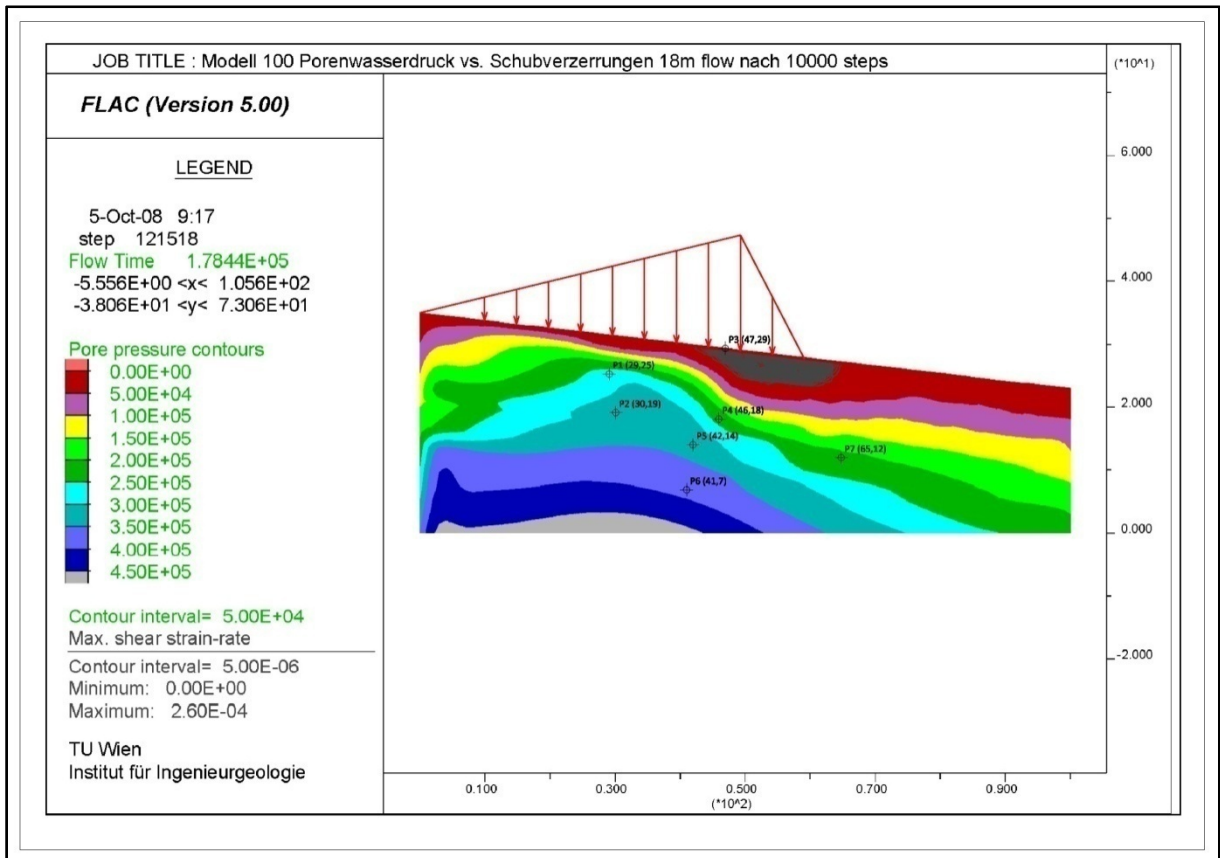 JOB TITLE : Modell 100 Porenwasserdruck vs. Schubverzerrungen 18m flow nach 10000 steps
(*10^1)
FLAC (Version 5.00)
LEGEND
5-Oct-08 9:17
step 121518
Flow Time 1.7844E+05
-5.556E+00 <x< 1.056E+02
-3.806E+01 <y< 7.306E+01
Pore pressure contours
0.00E+00
5.00E+04
1.00E+05
1.50E+05
2.00E+05
2.50E+05
3.00E+05
3.50E+05
4.00E+05
4.50E+05
Contour interval= 5.00E+04
Max. shear strain-rate
Contour interval= 5.00E-06
Minimum: 0.00E+00
Maximum: 2.60E-04
TU Wien
Institut für Ingenieurgeologie
P3 (47,29)
P1 (29,25)
P2 (30,19)
P4 (46,18)
P5 (42,14)
P7 (65,12)
P6 (41,7)
6.000
4.000
2.000
0.000
-2.000
0.100
0.300
0.500
0.700
0.900
(*10^2)